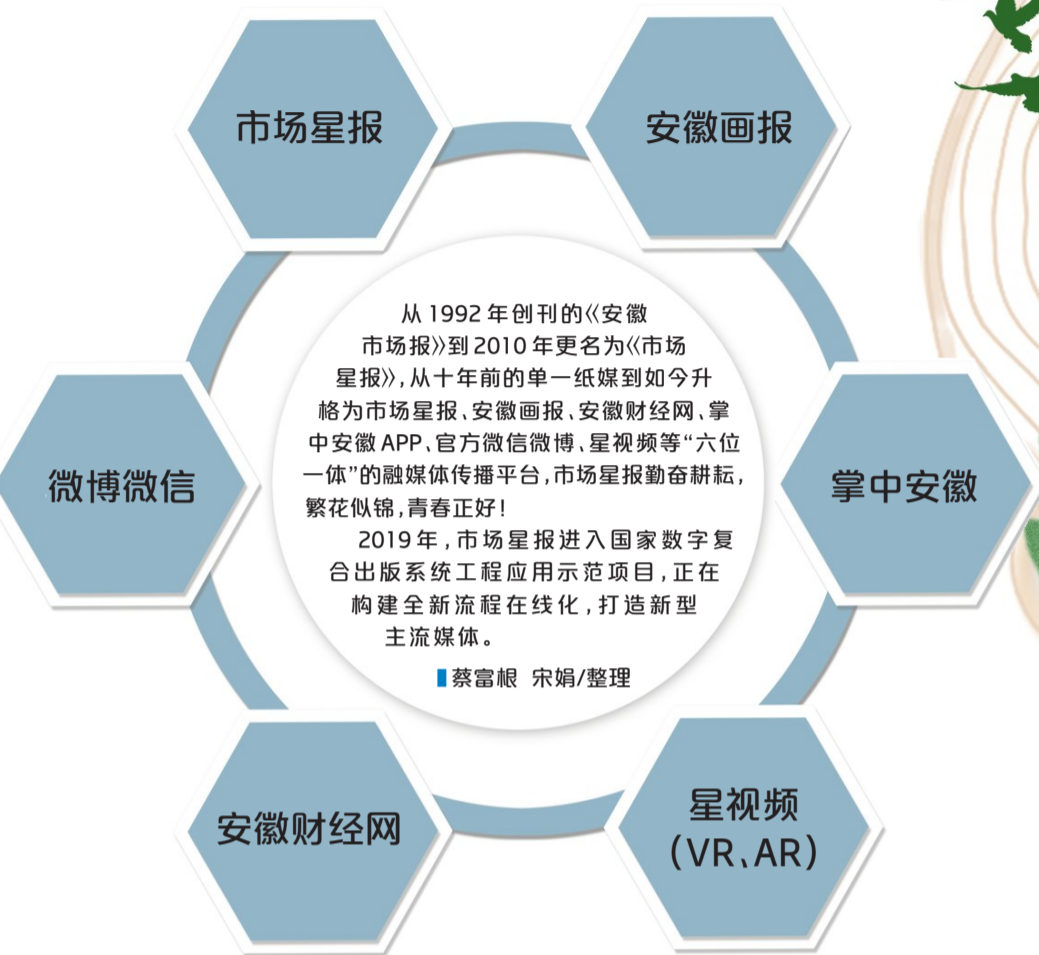 市场星报
安徽画报
从1992年创刊的《安徽
市场报》到2010年更名为《市场
星报》,从十年前的单一纸媒到如今升
格为市场星报、安徽画报、安徽财经网、掌
中安徽APP、官方微信微博、星视频等“六位
一体”的融媒体传播平台,市场星报勤奋耕耘,
繁花似锦,青春正好!
2019年,市场星报进入国家数字复
合出版系统工程应用示范项目,正在
构建全新流程在线化,打造新型
主流媒体。
蔡富根 宋娟/整理
微博微信
掌中安徽
安徽财经网
星视频
(VR、AR)